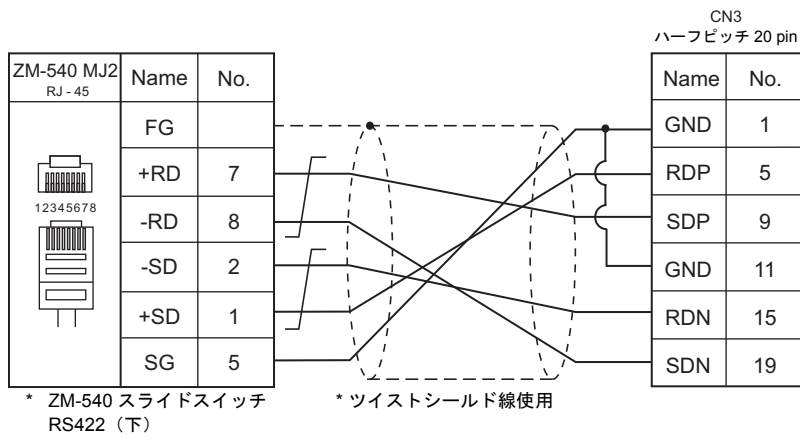 CN3
ハーフピッチ 20 pin
ZM-540 MJ2
RJ - 45
Name No.
FG
+RD 7
-RD 8
-SD 2
+SD 1
SG 5
12345678
Name No.
GND 1
RDP 5
SDP 9
GND 11
RDN 15
SDN 19
* ZM-540 スライドスイッチ
RS422（下）
* ツイストシールド線使用